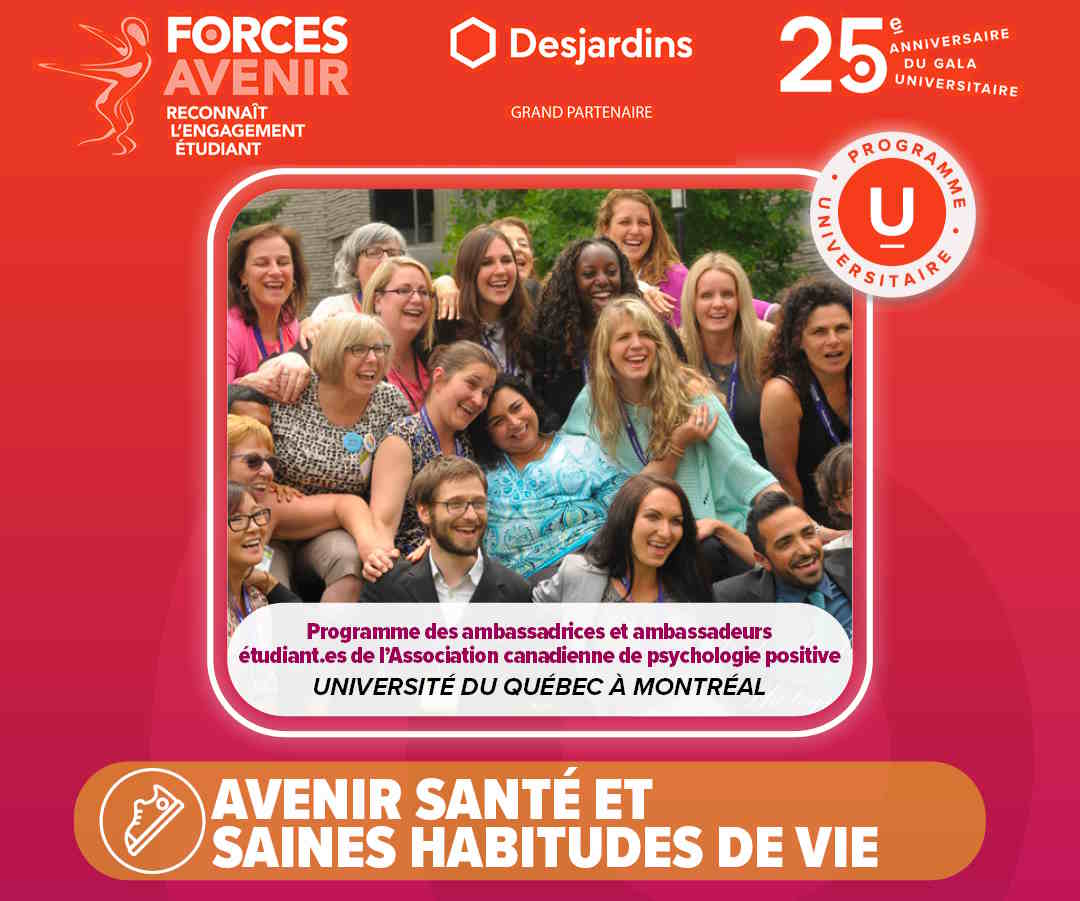 FORCES
AVENIR
RECONNAÎT
L'ENGAGEMENT
ÉTUDIANT
Desjardins
GRAND PARTENAIRE
25e
ANNIVERSAIRE
DU GALA
UNIVERSITAIRE
• PROGRAMME •
UNIVERSITAIRE
U
Programme des ambassadrices et ambassadeurs
étudiant.es de l'Association canadienne de psychologie positive
UNIVERSITÉ DU QUÉBEC À MONTRÉAL
AVENIR SANTÉ ET
SAINES HABITUDES DE VIE